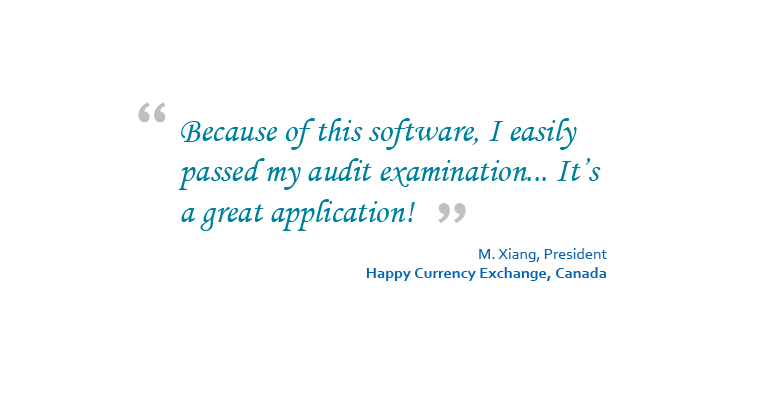 “ Because of this software, I easily
passed my audit examination... It’s
a great application! ”
M. Xiang, President
Happy Currency Exchange, Canada